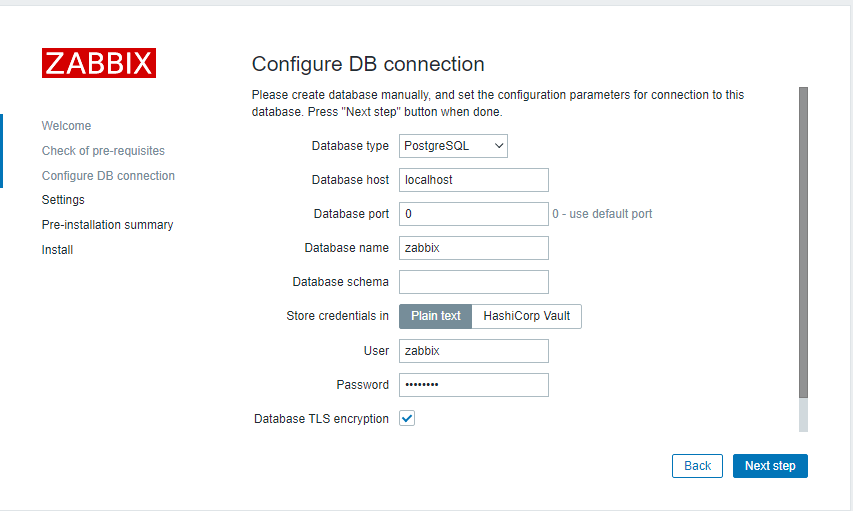 ZABBIX
Welcome
Check of pre-requisites
Configure DB connection
Settings
Pre-installation summary
Install
Configure DB connection
Please create database manually, and set the configuration parameters for connection to this
database. Press "Next step" button when done.
Database type PostgreSQL
Database host localhost
Database port 0 0 - use default port
Database name zabbix
Database schema
Store credentials in Plain text HashiCorp Vault
User zabbix
Password ••••••••
Database TLS encryption
Back Next step